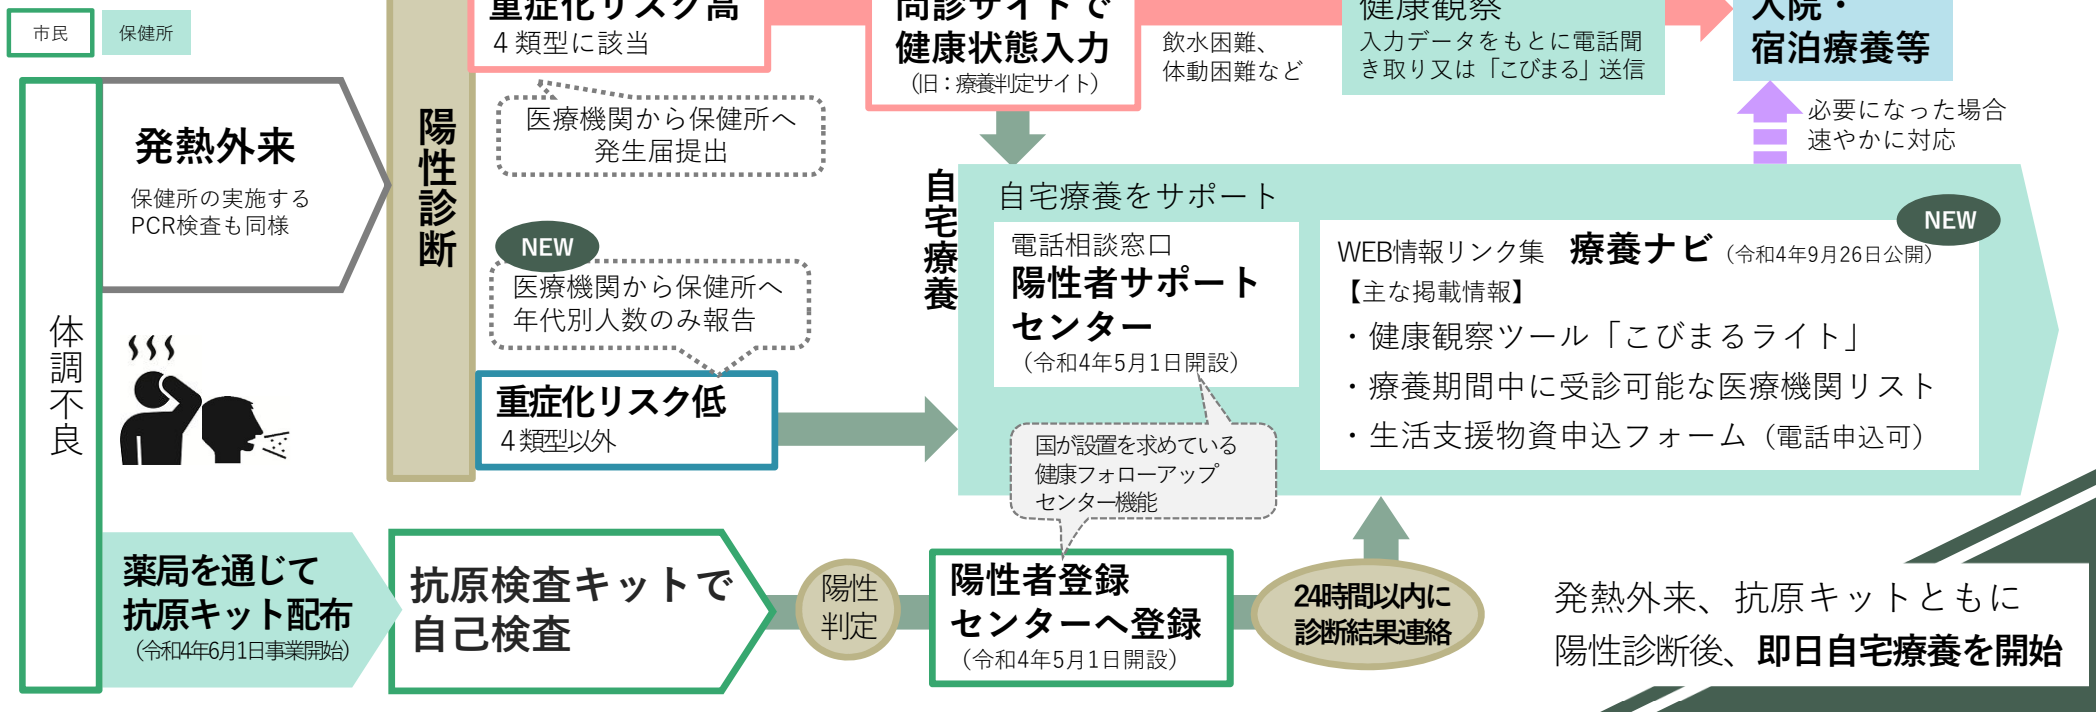 市民
保健所
体調不良
発熱外来
保健所の実施する
PCR検査も同様
陽性診断
重症化リスク高
4類型に該当
医療機関から保健所へ
発生届提出
NEW
医療機関から保健所へ
年代別人数のみ報告
重症化リスク低
4類型以外
問診サイトで
健康状態入力
（旧：療養判定サイト）
飲水困難、
体動困難など
健康観察
入力データをもとに電話聞
き取り又は「こびまる」送信
入院・
宿泊療養等
必要になった場合
速やかに対応
自宅療養
自宅療養をサポート
電話相談窓口
陽性者サポート
センター
（令和4年5月1日開設）
NEW
WEB情報リンク集 療養ナビ（令和4年9月26日公開）
【主な掲載情報】
・健康観察ツール「こびまるライト」
・療養期間中に受診可能な医療機関リスト
・生活支援物資申込フォーム（電話申込可）
国が設置を求めている
健康フォローアップ
センター機能
薬局を通じて
抗原キット配布
（令和4年6月1日事業開始）
抗原検査キットで
自己検査
陽性
判定
陽性者登録
センターへ登録
（令和4年5月1日開設）
24時間以内に
診断結果連絡
発熱外来、抗原キットともに
陽性診断後、即日自宅療養を開始